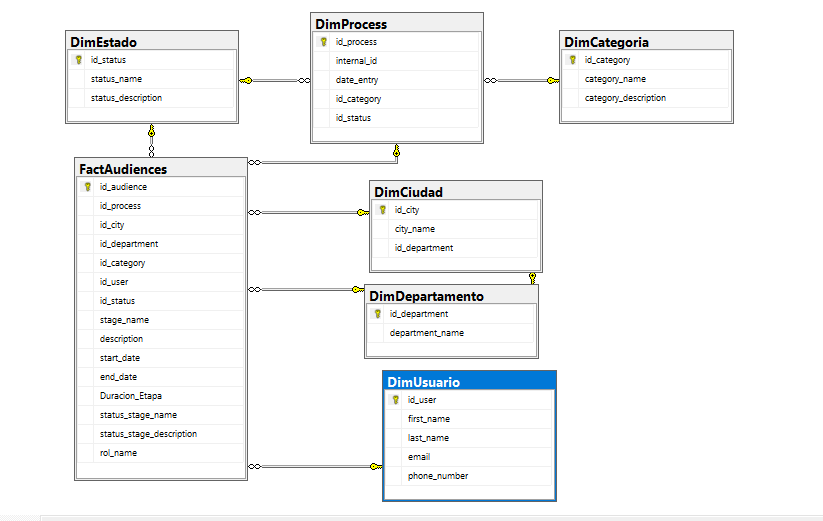 DimEstado
id_status
status_name
status_description
DimProcess
id_process
internal_id
date_entry
id_category
id_status
DimCategoria
id_category
category_name
category_description
FactAudiences
id_audience
id_process
id_city
id_department
id_category
id_user
id_status
stage_name
description
start_date
end_date
Duracion_Etapa
status_stage_name
status_stage_description
rol_name
DimCiudad
id_city
city_name
id_department
DimDepartamento
id_department
department_name
DimUsuario
id_user
first_name
last_name
email
phone_number